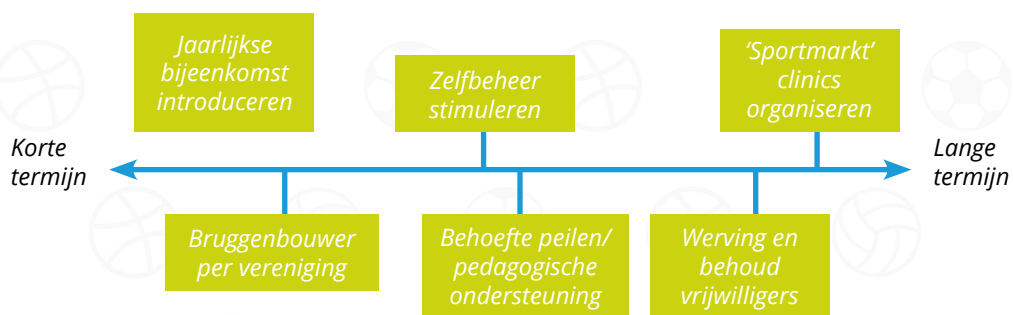 Jaarlijkse
bijeenkomst
introduceren
Zelfbeheer
stimuleren
‘Sportmarkt’
clinics
organiseren
Korte
termijn
Lange
termijn
Bruggenbouwer
per vereniging
Behoefte peilen/
pedagogische
ondersteuning
Werving en
behoud
vrijwilligers